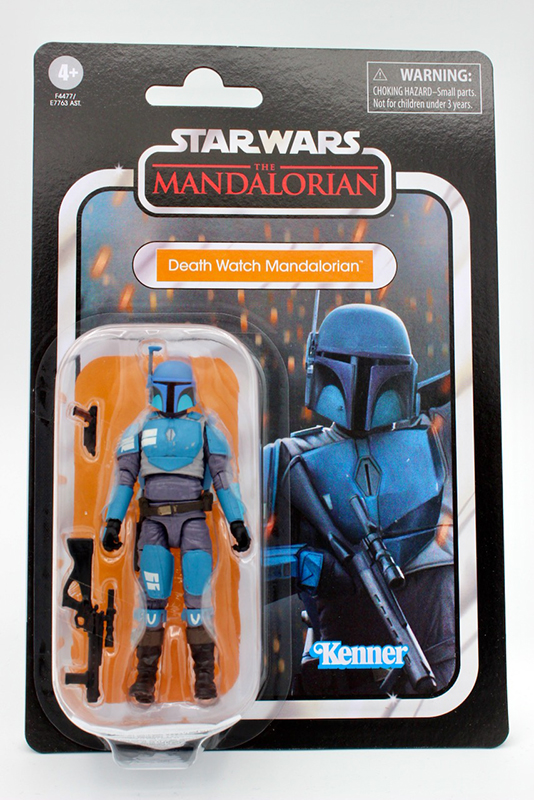 4+
F4477/
E7763 AST.
⚠ WARNING:
CHOKING HAZARD–Small parts.
Not for children under 3 years.
STAR WARS
THE
MANDALORIAN
Death Watch Mandalorian™
Kenner